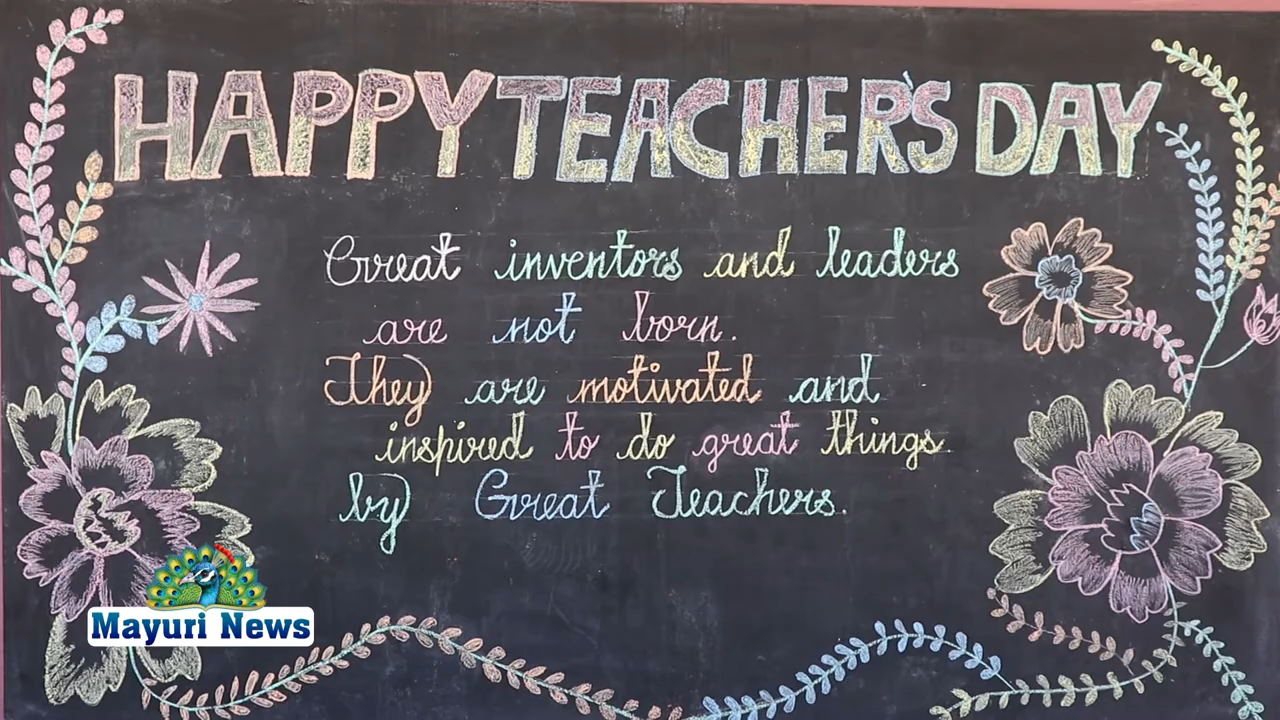 HAPPY TEACHER'S DAY
Great inventors and leaders
are not born.
They are motivated and
inspired to do great things
by Great Teachers.
Mayuri News